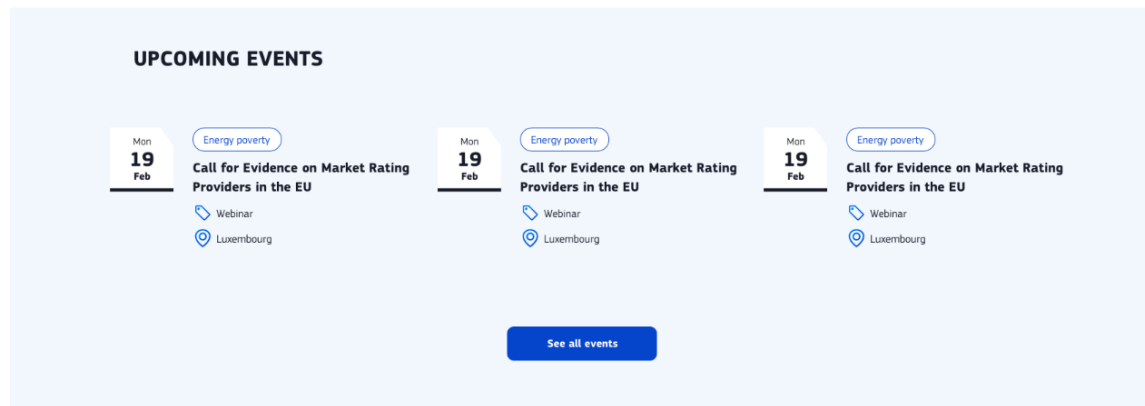 UPCOMING EVENTS
Mon
19
Feb
Energy poverty
Call for Evidence on Market Rating
Providers in the EU
Webinar
Luxembourg
Mon
19
Feb
Energy poverty
Call for Evidence on Market Rating
Providers in the EU
Webinar
Luxembourg
Mon
19
Feb
Energy poverty
Call for Evidence on Market Rating
Providers in the EU
Webinar
Luxembourg
See all events